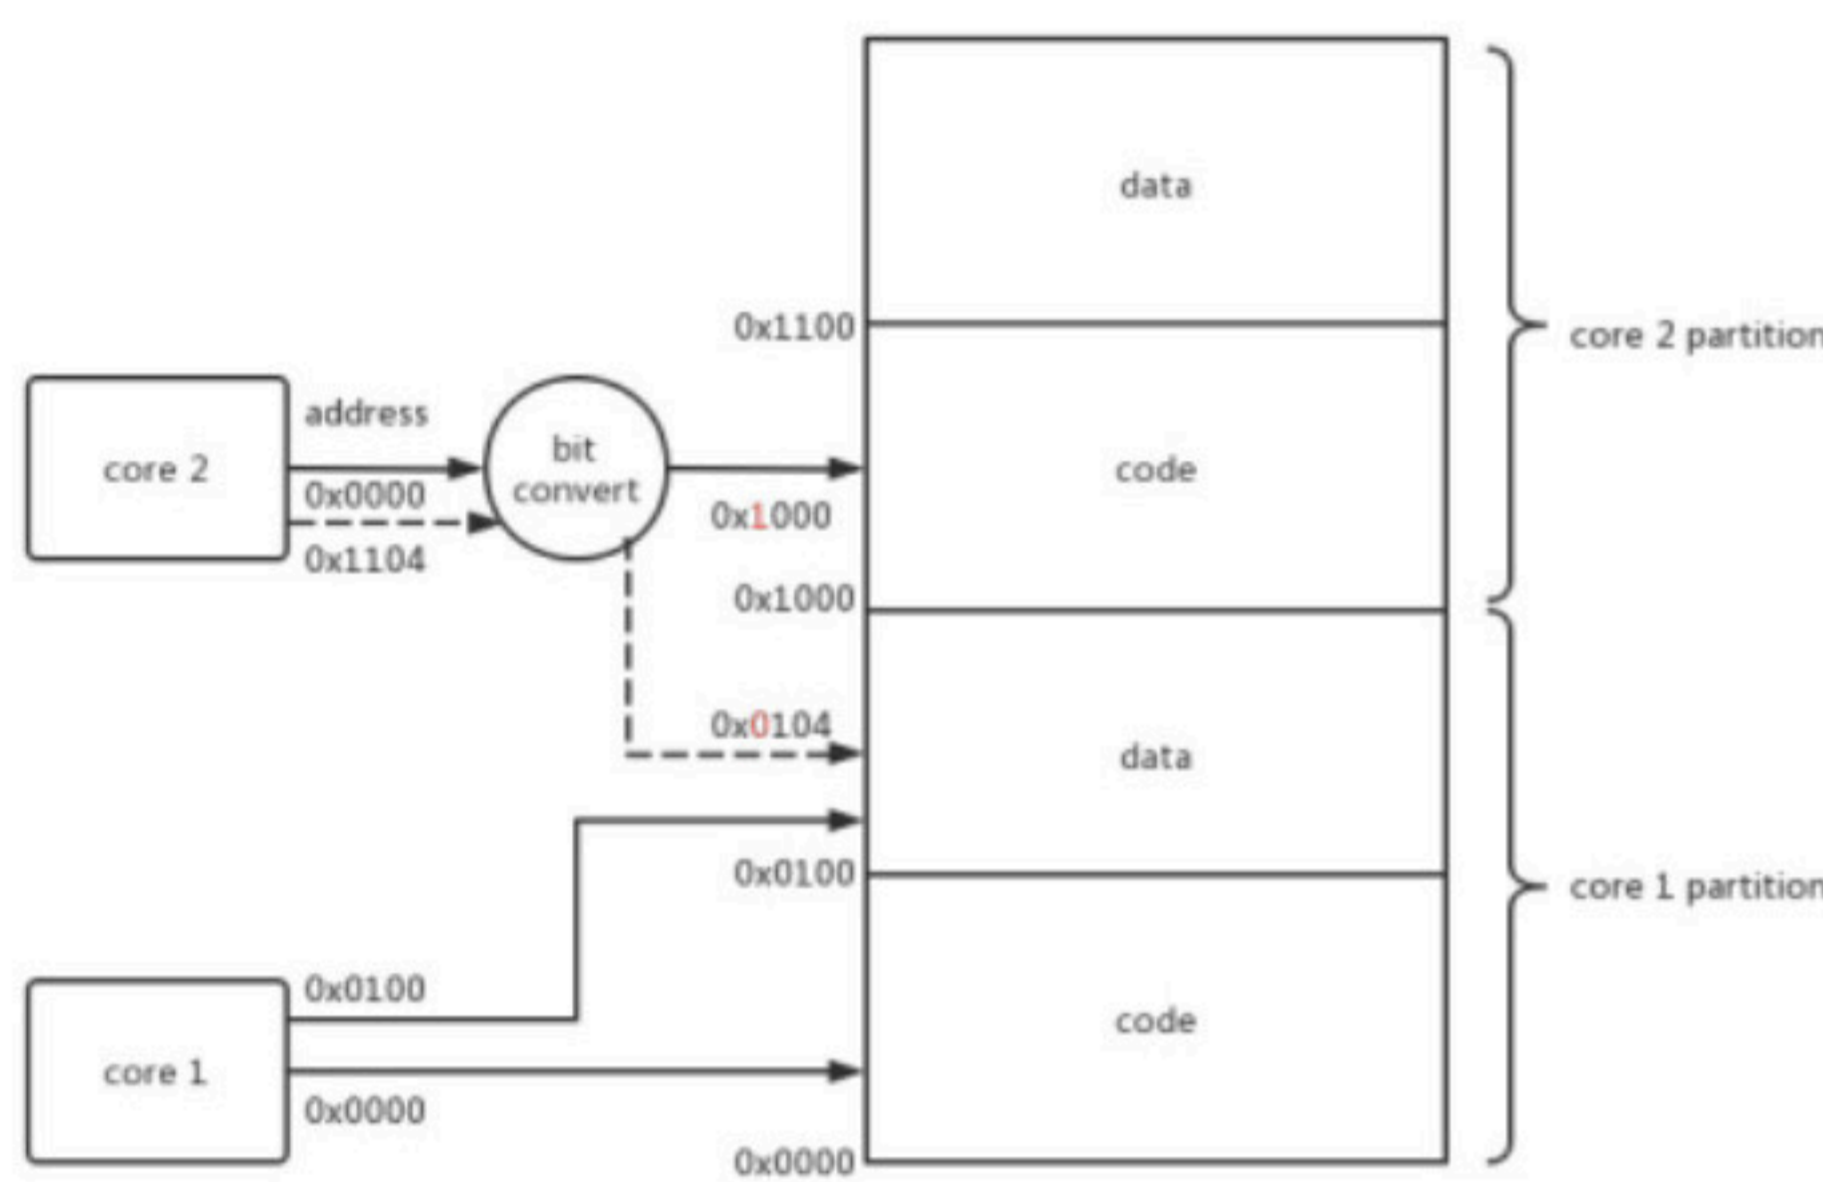 data
0x1100
core 2 partition
address
core 2
bit
convert
code
0x0000
0x1000
0x1104
0x1000
0x0104
data
0x0100
core 1 partition
0x0100
code
core 1
0x0000
0x0000